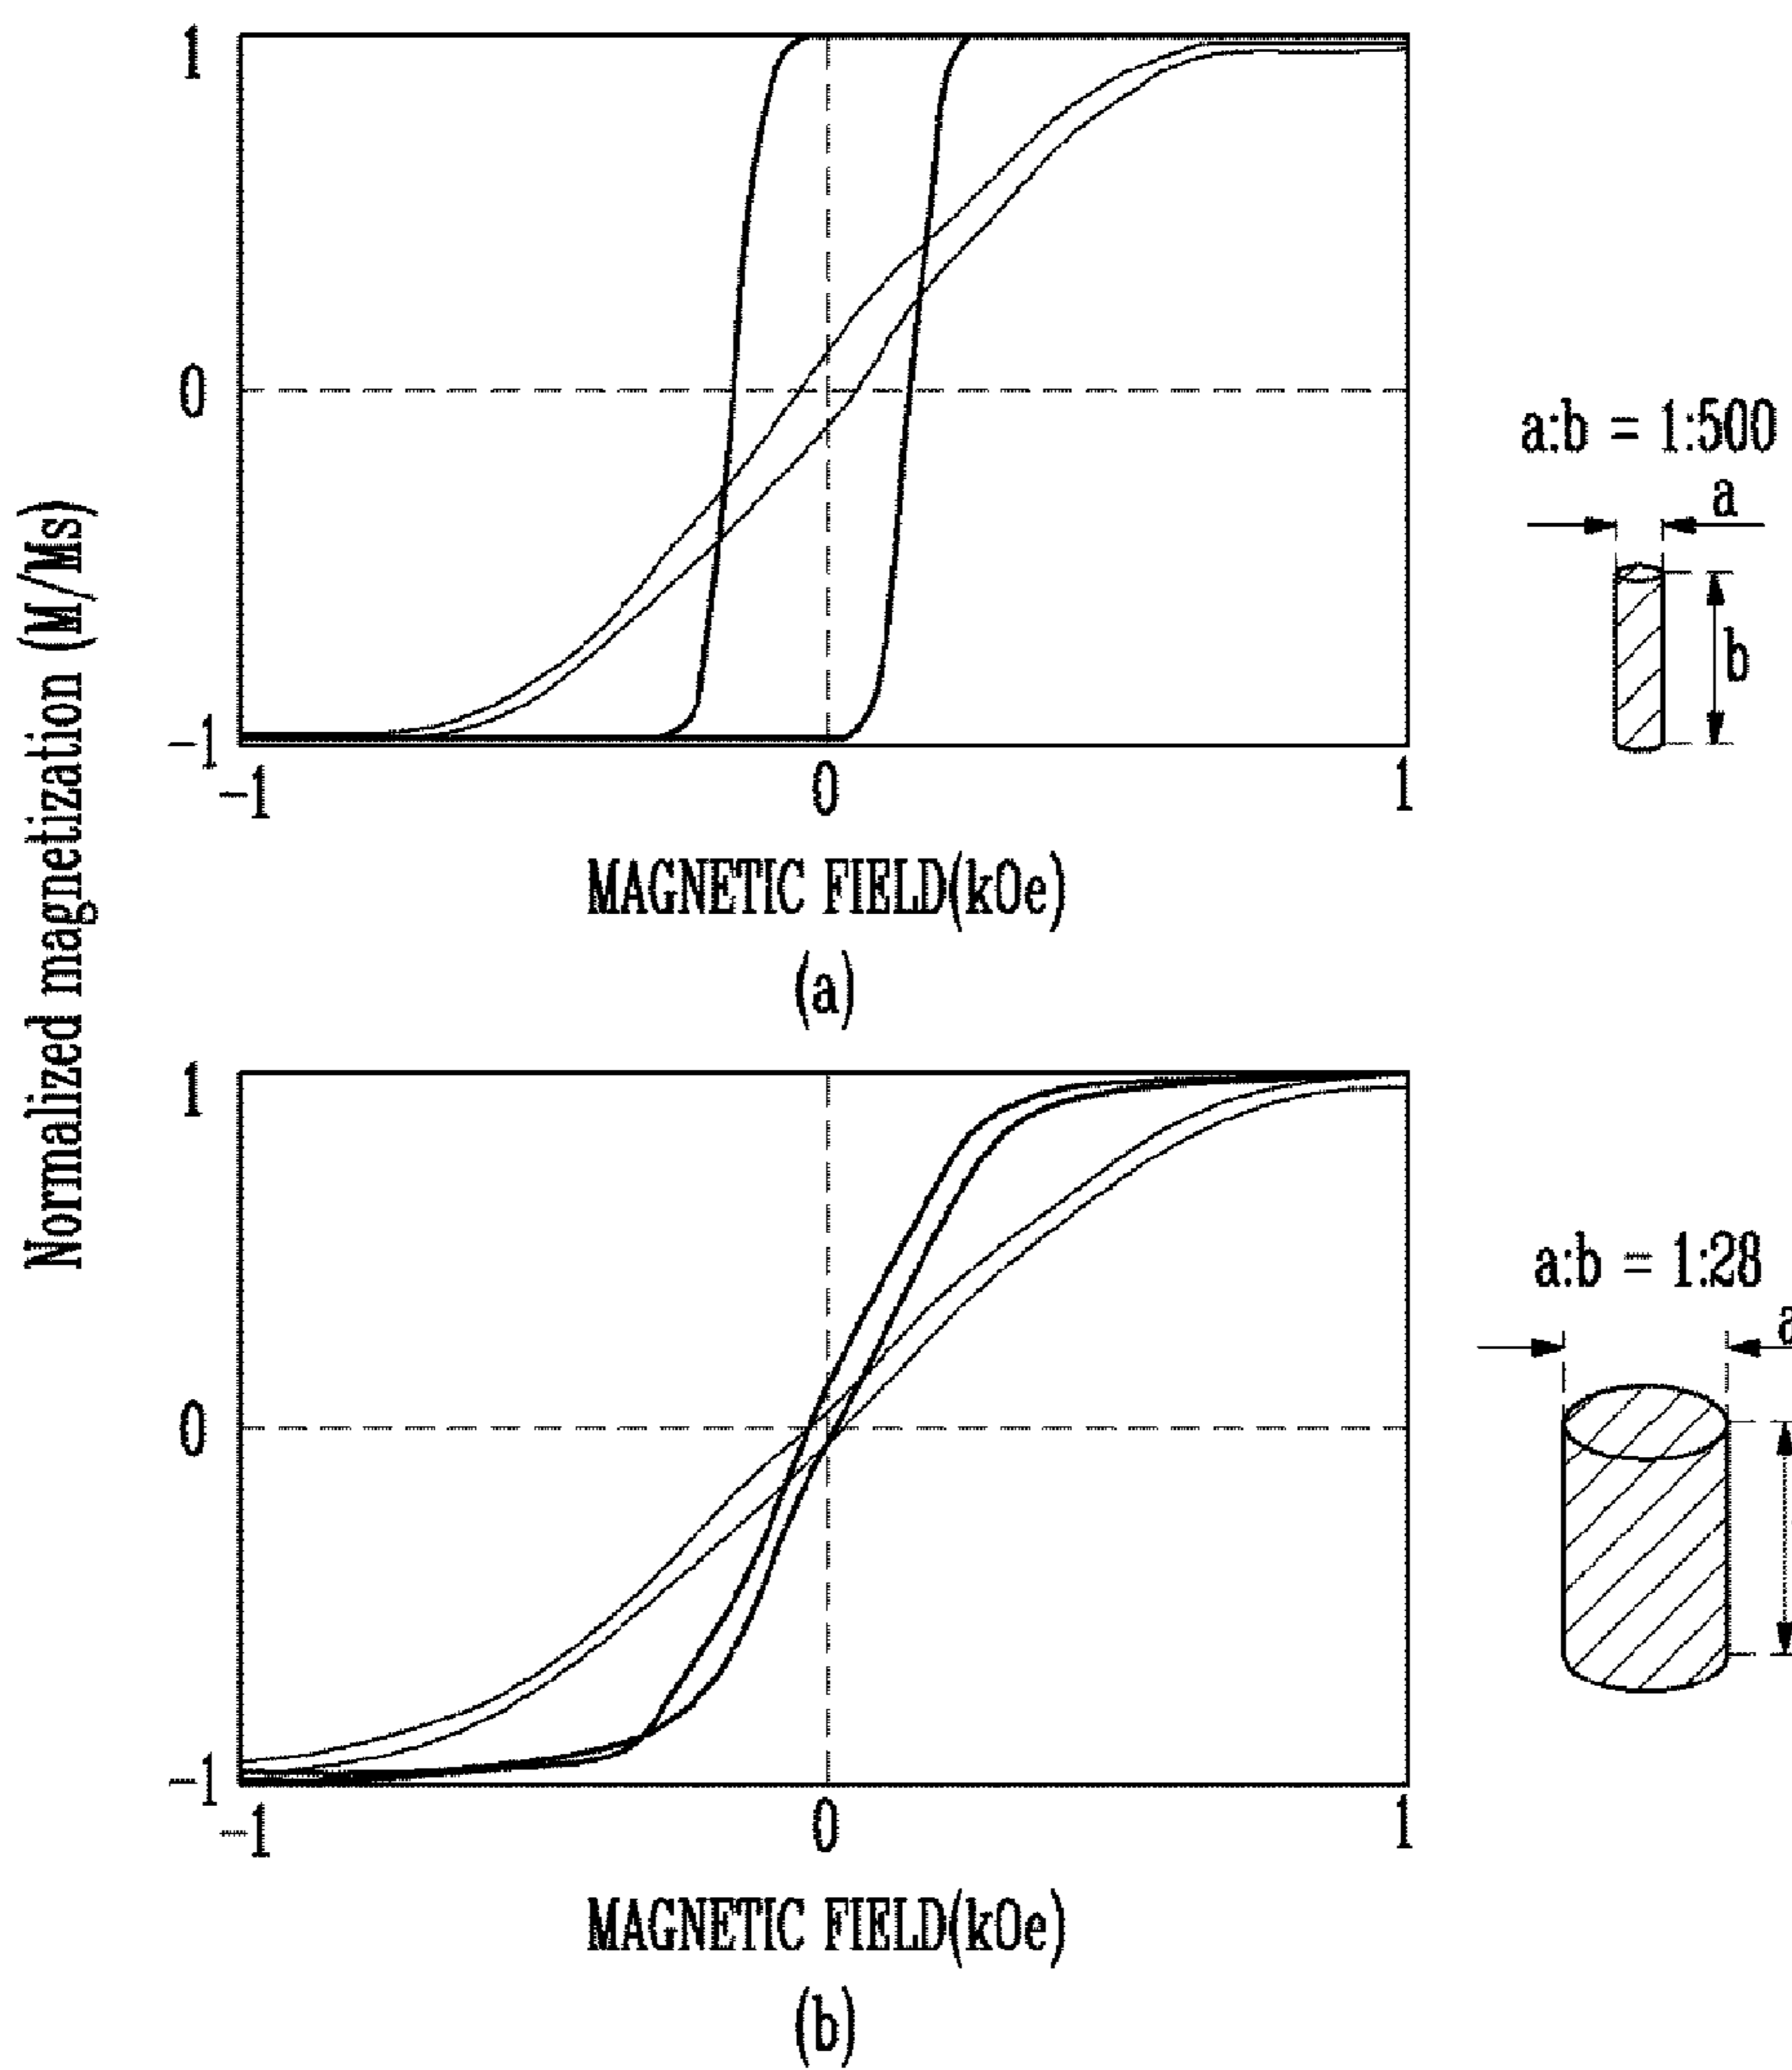 Normalized magnetization (M/Ms)
1
0
-1
-1
0
1
MAGNETIC FIELD(kOe)
(a)
a:b = 1:500
a
b
1
0
-1
-1
0
1
MAGNETIC FIELD(kOe)
(b)
a:b = 1:28
a